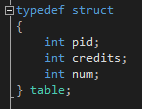 typedef struct
{
int pid;
int credits;
int num;
} table;